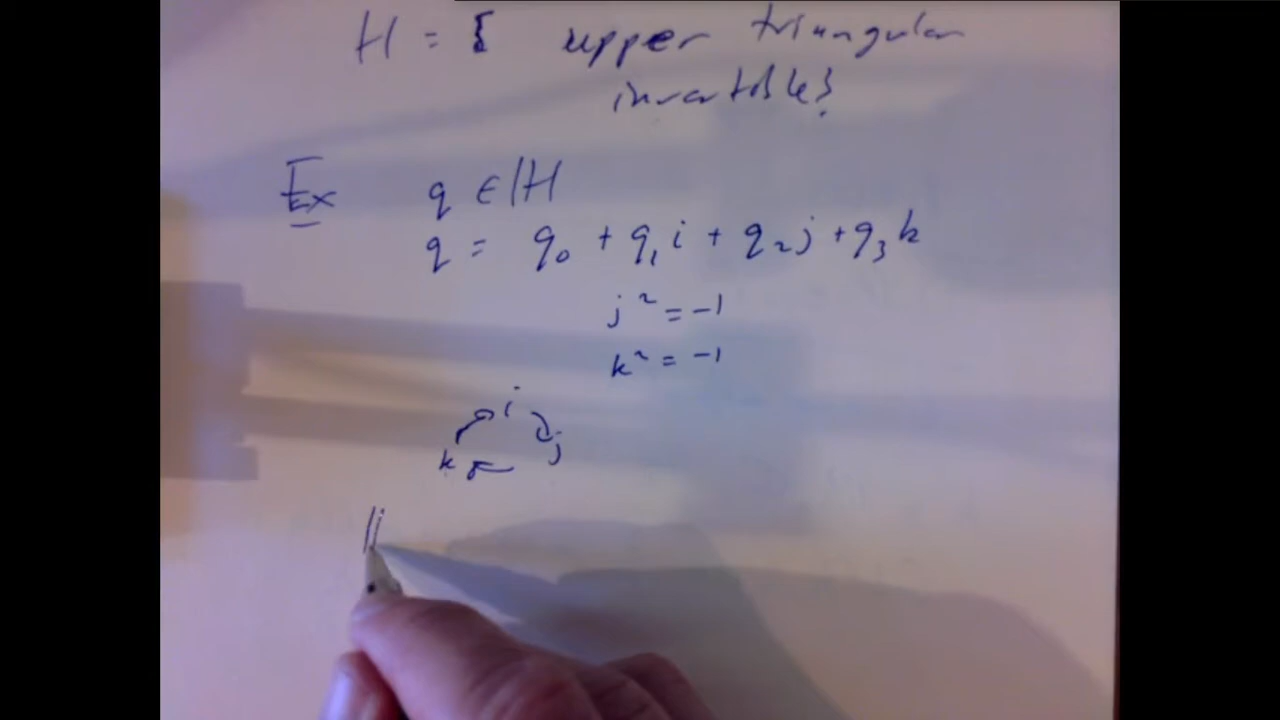 H = { upper triangular
invertible}
Ex q ∈ ℍ
q = q₀ + q₁i + q₂j + q₃k
j² = -1
k² = -1
i
k j
||